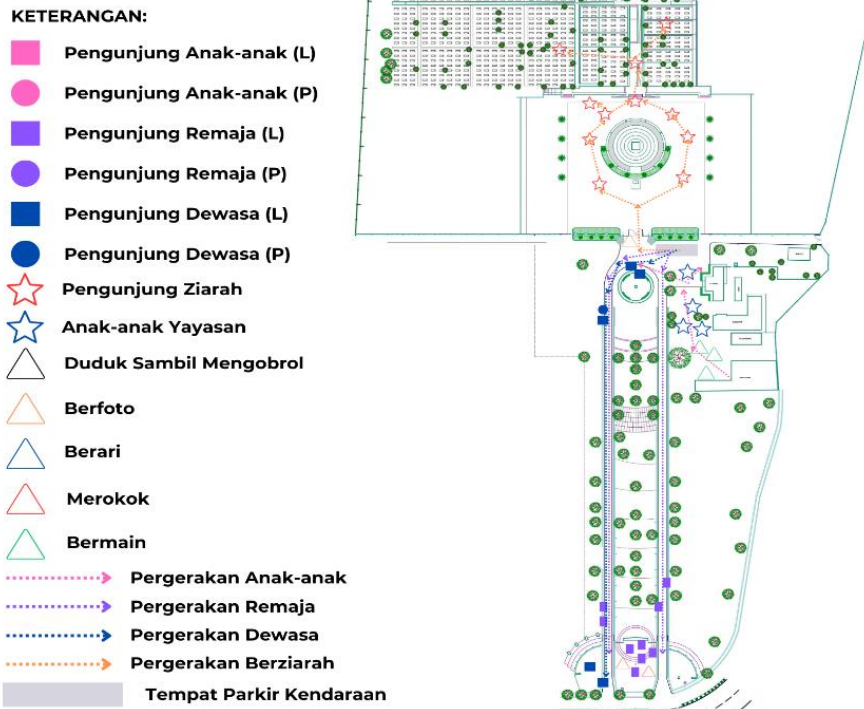 KETERANGAN:
Pengunjung Anak-anak (L)
Pengunjung Anak-anak (P)
Pengunjung Remaja (L)
Pengunjung Remaja (P)
Pengunjung Dewasa (L)
Pengunjung Dewasa (P)
Pengunjung Ziarah
Anak-anak Yayasan
Duduk Sambil Mengobrol
Berfoto
Berari
Merokok
Bermain
Pergerakan Anak-anak
Pergerakan Remaja
Pergerakan Dewasa
Pergerakan Berziarah
Tempat Parkir Kendaraan